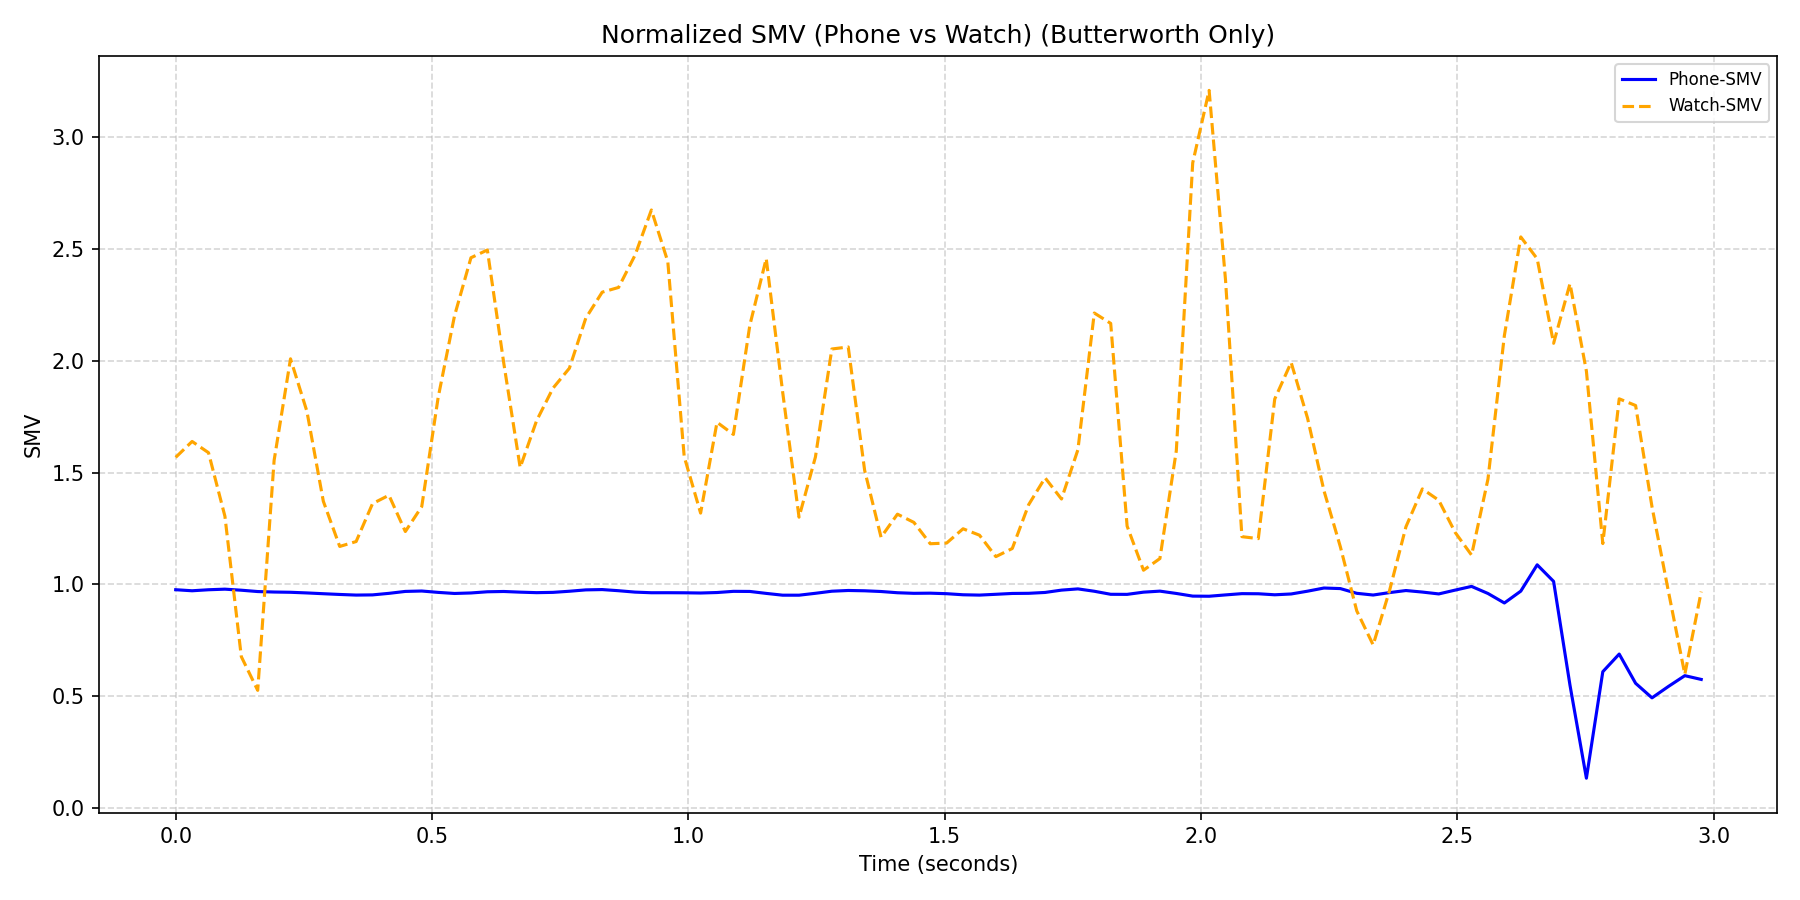 Normalized SMV (Phone vs Watch) (Butterworth Only)
Phone-SMV
Watch-SMV
SMV
3.0
2.5
2.0
1.5
1.0
0.5
0.0
0.0 0.5 1.0 1.5 2.0 2.5 3.0
Time (seconds)